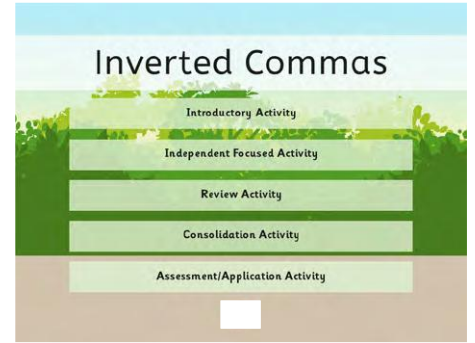 Inverted Commas
Introductory Activity
Independent Focused Activity
Review Activity
Consolidation Activity
Assessment/Application Activity